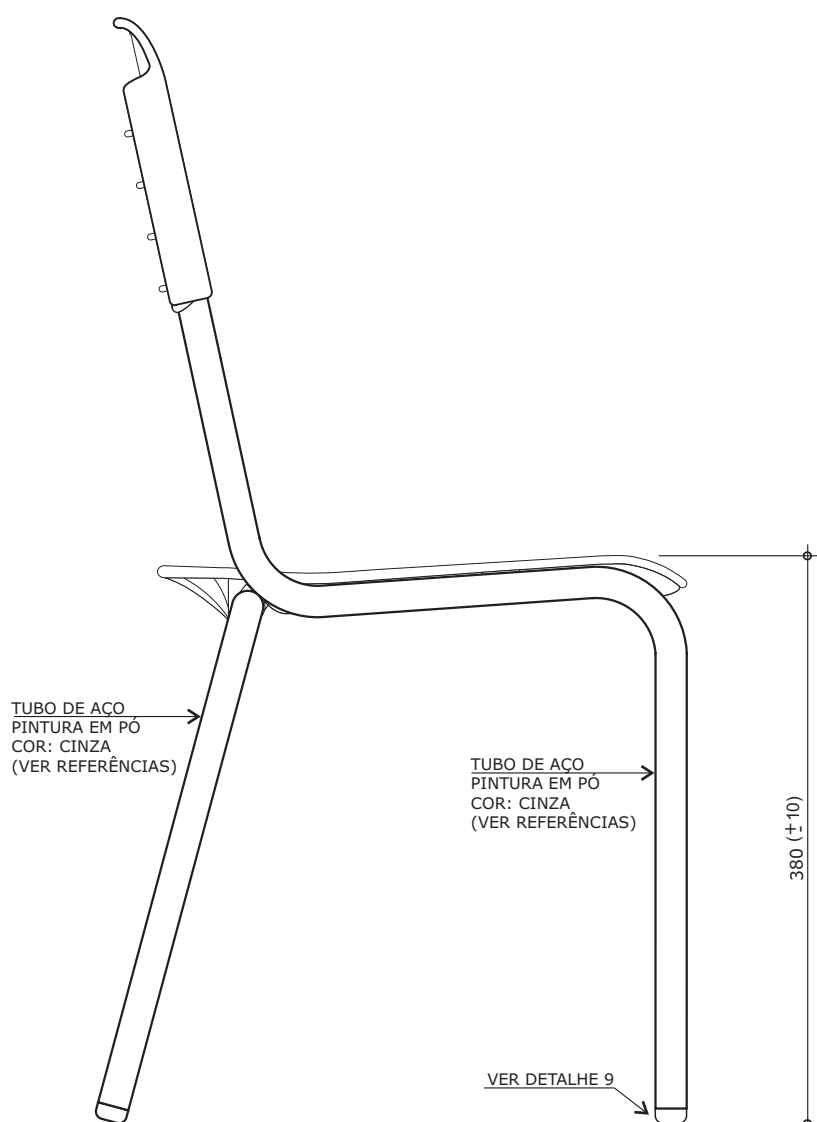 TUBO DE AÇO
PINTURA EM PÓ
COR: CINZA
(VER REFERÊNCIAS)
TUBO DE AÇO
PINTURA EM PÓ
COR: CINZA
(VER REFERÊNCIAS)
380 (±10)
VER DETALHE 9